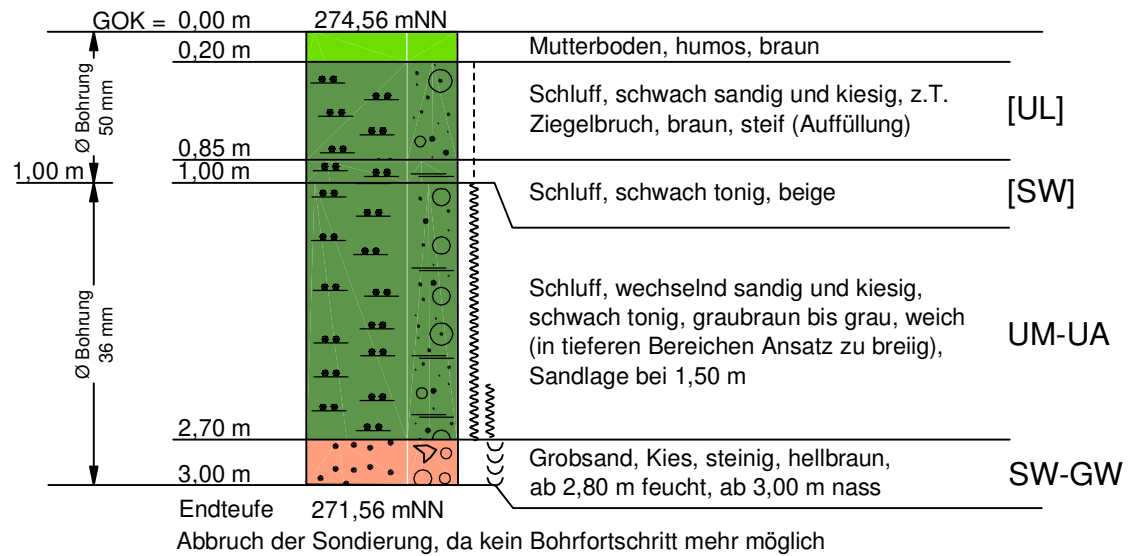 GOK = 0,00 m 274,56 mNN
0,20 m Mutterboden, humos, braun
Ø Bohrung
50 mm
Schluff, schwach sandig und kiesig, z.T.
Ziegelbruch, braun, steif (Auffüllung)
[UL]
0,85 m
1,00 m 1,00 m
Schluff, schwach tonig, beige [SW]
Ø Bohrung
36 mm
Schluff, wechselnd sandig und kiesig,
schwach tonig, graubraun bis grau, weich
(in tieferen Bereichen Ansatz zu breiig),
Sandlage bei 1,50 m
UM-UA
2,70 m
Grobsand, Kies, steinig, hellbraun,
ab 2,80 m feucht, ab 3,00 m nass
SW-GW
3,00 m
Endteufe 271,56 mNN
Abbruch der Sondierung, da kein Bohrfortschritt mehr möglich